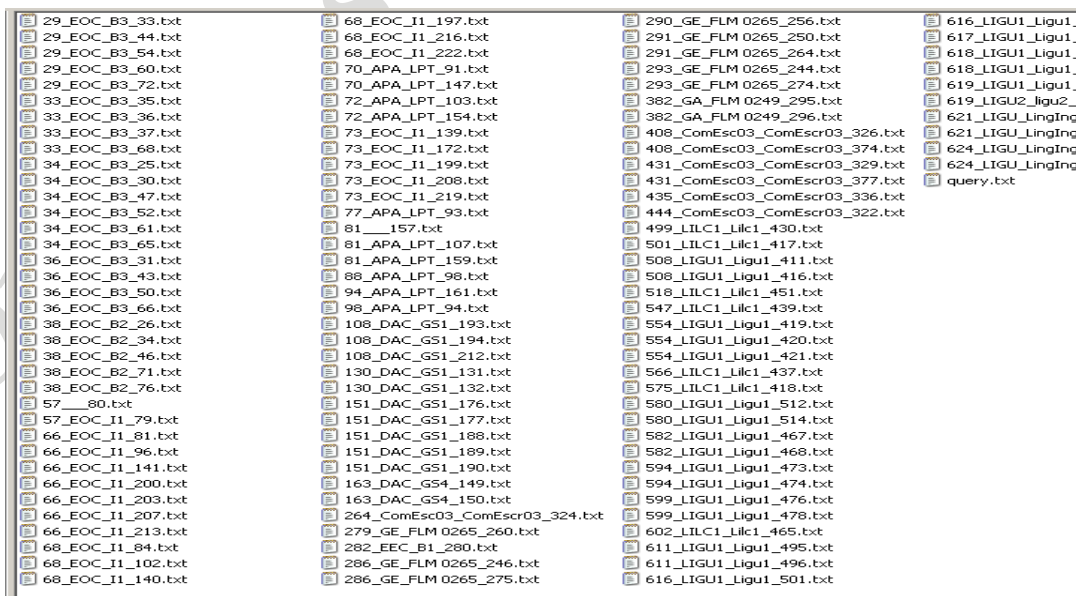 29_EOC_B3_33.txt
29_EOC_B3_44.txt
29_EOC_B3_54.txt
29_EOC_B3_60.txt
29_EOC_B3_72.txt
33_EOC_B3_35.txt
33_EOC_B3_36.txt
33_EOC_B3_37.txt
33_EOC_B3_68.txt
34_EOC_B3_25.txt
34_EOC_B3_30.txt
34_EOC_B3_47.txt
34_EOC_B3_52.txt
34_EOC_B3_61.txt
34_EOC_B3_65.txt
36_EOC_B3_31.txt
36_EOC_B3_43.txt
36_EOC_B3_50.txt
36_EOC_B3_66.txt
38_EOC_B2_26.txt
38_EOC_B2_34.txt
38_EOC_B2_46.txt
38_EOC_B2_71.txt
38_EOC_B2_76.txt
57___80.txt
57_EOC_I1_79.txt
66_EOC_I1_81.txt
66_EOC_I1_96.txt
66_EOC_I1_141.txt
66_EOC_I1_200.txt
66_EOC_I1_203.txt
66_EOC_I1_207.txt
66_EOC_I1_213.txt
68_EOC_I1_84.txt
68_EOC_I1_102.txt
68_EOC_I1_140.txt
68_EOC_I1_197.txt
68_EOC_I1_216.txt
68_EOC_I1_222.txt
70_APA_LPT_91.txt
70_APA_LPT_147.txt
72_APA_LPT_103.txt
72_APA_LPT_154.txt
73_EOC_I1_139.txt
73_EOC_I1_172.txt
73_EOC_I1_199.txt
73_EOC_I1_208.txt
73_EOC_I1_219.txt
77_APA_LPT_93.txt
81___157.txt
81_APA_LPT_107.txt
81_APA_LPT_159.txt
88_APA_LPT_98.txt
94_APA_LPT_161.txt
98_APA_LPT_94.txt
108_DAC_GS1_193.txt
108_DAC_GS1_194.txt
108_DAC_GS1_212.txt
130_DAC_GS1_131.txt
130_DAC_GS1_132.txt
151_DAC_GS1_176.txt
151_DAC_GS1_177.txt
151_DAC_GS1_188.txt
151_DAC_GS1_189.txt
151_DAC_GS1_190.txt
163_DAC_GS4_149.txt
163_DAC_GS4_150.txt
264_ComEsc03_ComEscr03_324.txt
279_GE_FLM 0265_260.txt
282_EEC_B1_280.txt
286_GE_FLM 0265_246.txt
286_GE_FLM 0265_275.txt
290_GE_FLM 0265_256.txt
291_GE_FLM 0265_250.txt
291_GE_FLM 0265_264.txt
293_GE_FLM 0265_244.txt
293_GE_FLM 0265_274.txt
382_GA_FLM 0249_295.txt
382_GA_FLM 0249_296.txt
408_ComEsc03_ComEscr03_326.txt
408_ComEsc03_ComEscr03_374.txt
431_ComEsc03_ComEscr03_329.txt
431_ComEsc03_ComEscr03_377.txt
435_ComEsc03_ComEscr03_336.txt
444_ComEsc03_ComEscr03_322.txt
499_LILC1_Lilc1_430.txt
501_LILC1_Lilc1_417.txt
508_LIGU1_Ligu1_411.txt
508_LIGU1_Ligu1_416.txt
518_LILC1_Lilc1_451.txt
547_LILC1_Lilc1_439.txt
554_LIGU1_Ligu1_419.txt
554_LIGU1_Ligu1_420.txt
554_LIGU1_Ligu1_421.txt
566_LILC1_Lilc1_437.txt
575_LILC1_Lilc1_418.txt
580_LIGU1_Ligu1_512.txt
580_LIGU1_Ligu1_514.txt
582_LIGU1_Ligu1_467.txt
582_LIGU1_Ligu1_468.txt
594_LIGU1_Ligu1_473.txt
594_LIGU1_Ligu1_474.txt
599_LIGU1_Ligu1_476.txt
599_LIGU1_Ligu1_478.txt
602_LILC1_Lilc1_465.txt
611_LIGU1_Ligu1_495.txt
611_LIGU1_Ligu1_496.txt
616_LIGU1_Ligu1_501.txt
616_LIGU1_Ligu1_
617_LIGU1_Ligu1_
618_LIGU1_Ligu1_
618_LIGU1_Ligu1_
619_LIGU1_Ligu1_
619_LIGU2_ligu2_
621_LIGU_LingIng
621_LIGU_LingIng
624_LIGU_LingIng
624_LIGU_LingIng
query.txt